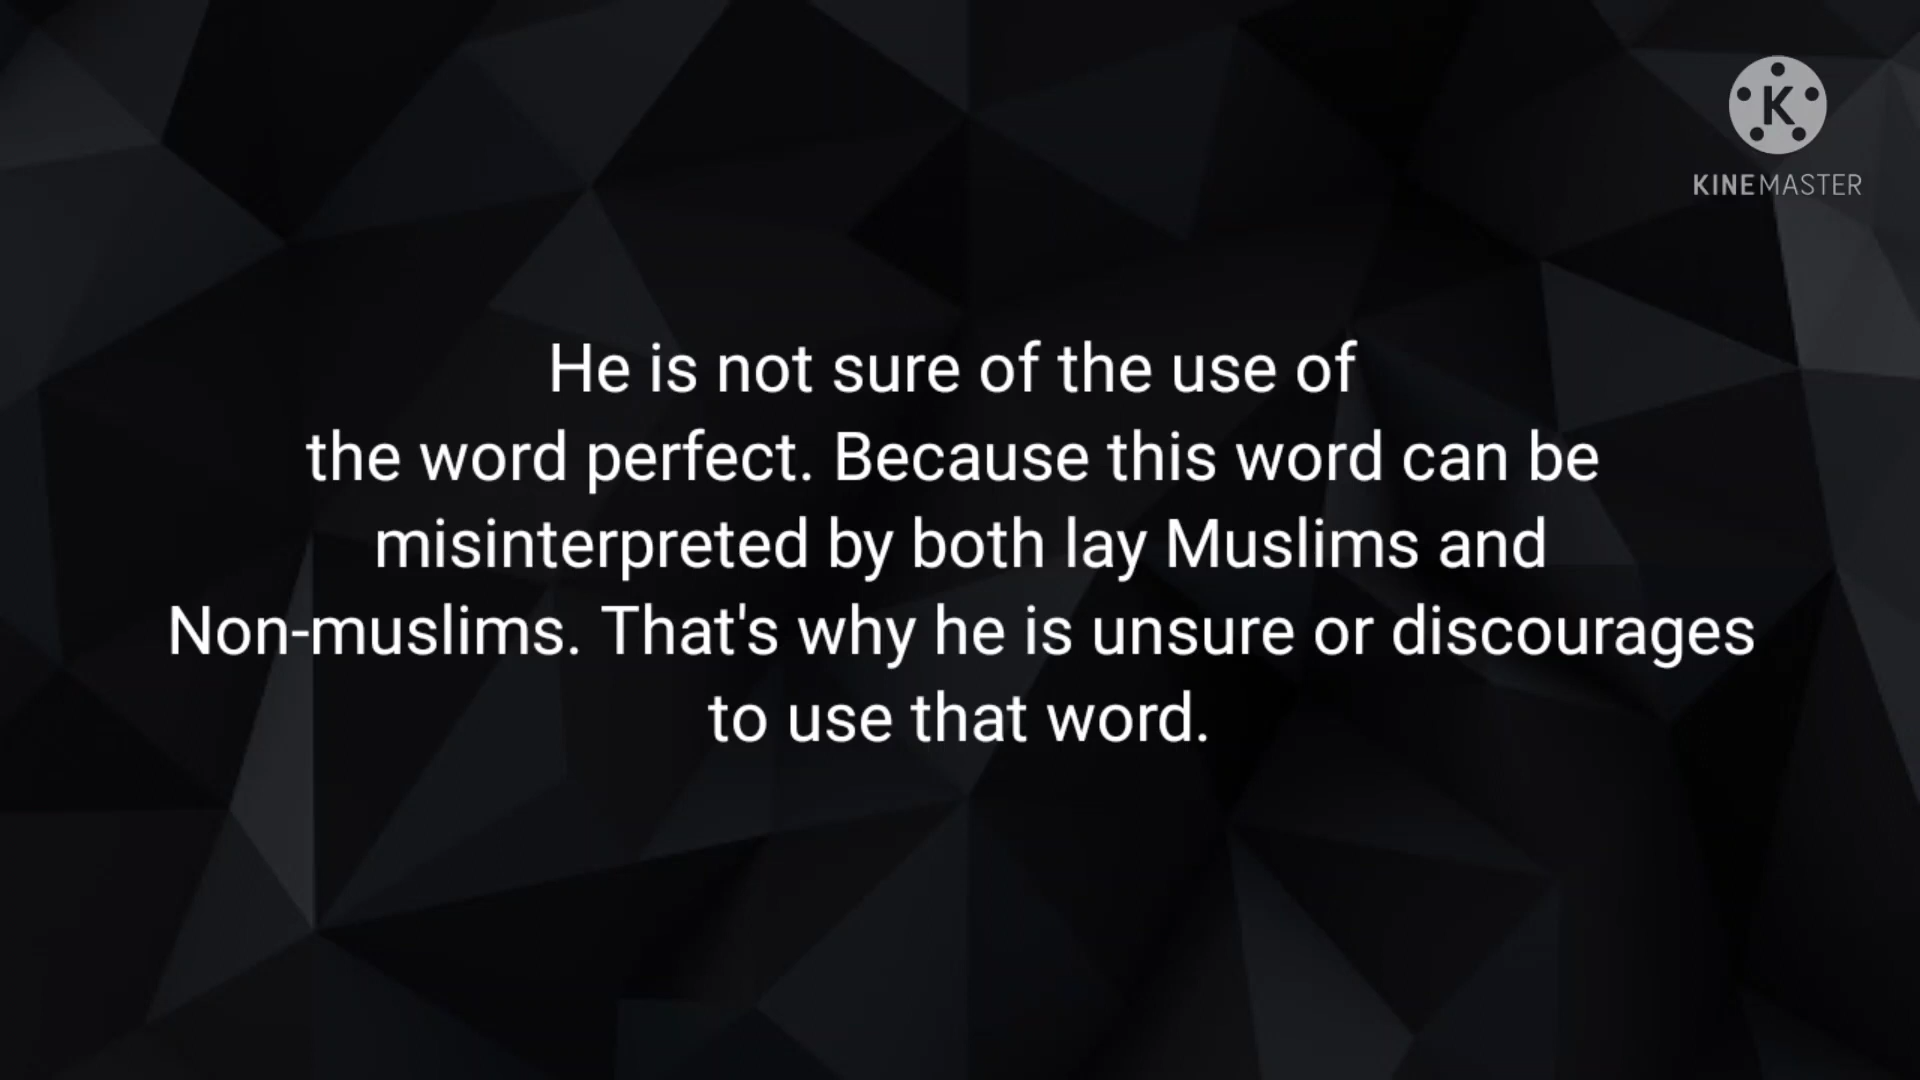 K
KINEMASTER
He is not sure of the use of
the word perfect. Because this word can be
misinterpreted by both lay Muslims and
Non-muslims. That's why he is unsure or discourages
to use that word.